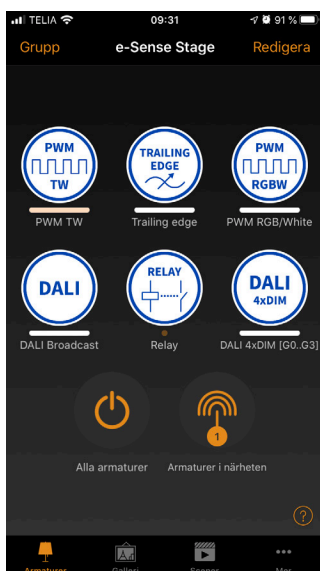 TELIA 09:31 91 %
Grupp e-Sense Stage Redigera
PWM
TW
TRAILING
EDGE
PWM
RGBW
PWM TW Trailing edge PWM RGB/White
DALI
RELAY
DALI
4xDIM
DALI Broadcast Relay DALI 4xDIM [G0..G3]
1
Alla armaturer Armaturer i närheten
?
Armaturer Galleri Scener Mer